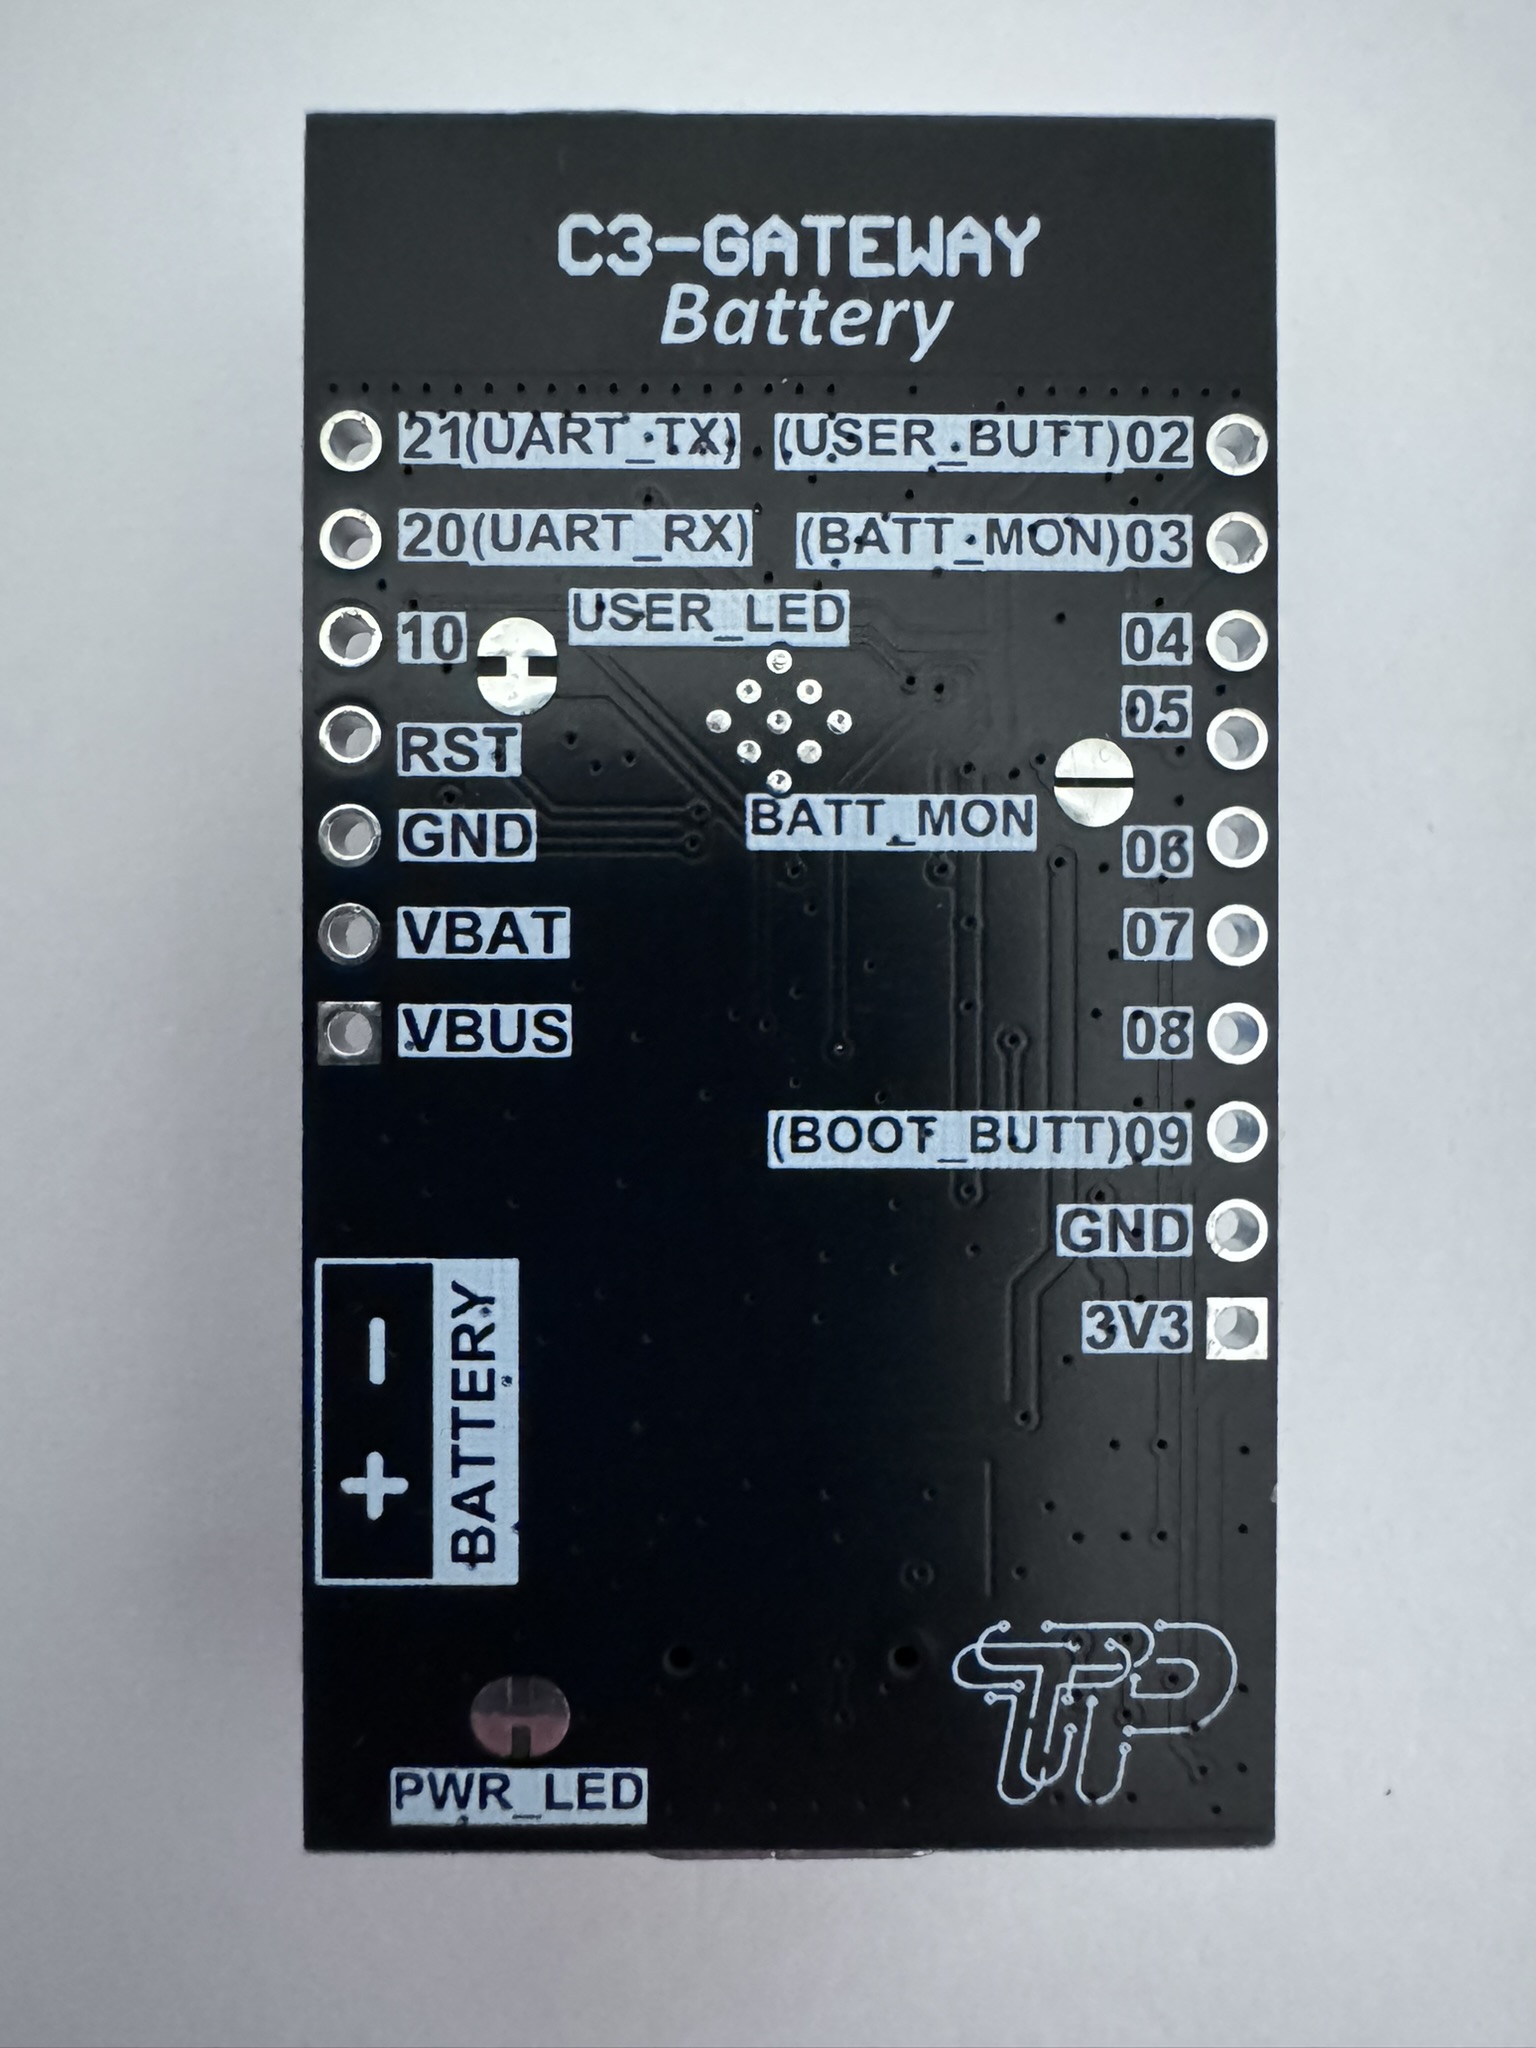 C3-GATEWAY
Battery
21(UART_TX) (USER_BUTT)02
20(UART_RX) (BATT_MON)03
USER_LED
10 04
05
RST
BATT_MON
GND 06
VBAT 07
VBUS 08
(BOOT_BUTT)09
GND
3V3
- + BATTERY
TP
PWR_LED